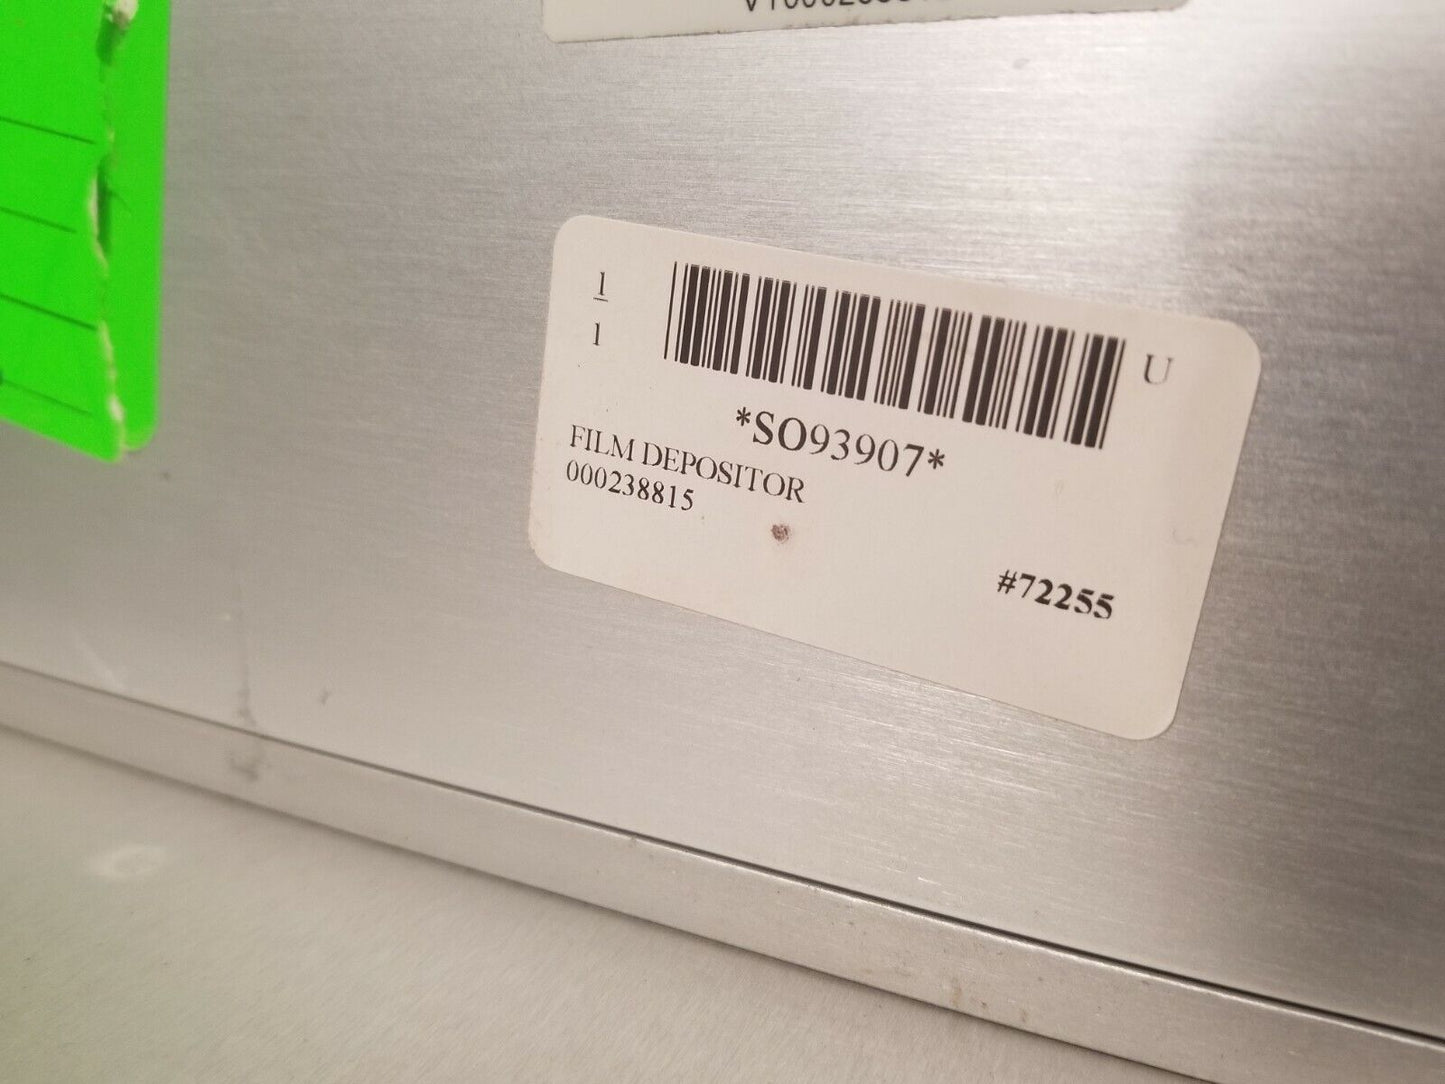 1
1
U
*SO93907*
FILM DEPOSITOR
000238815
#72255